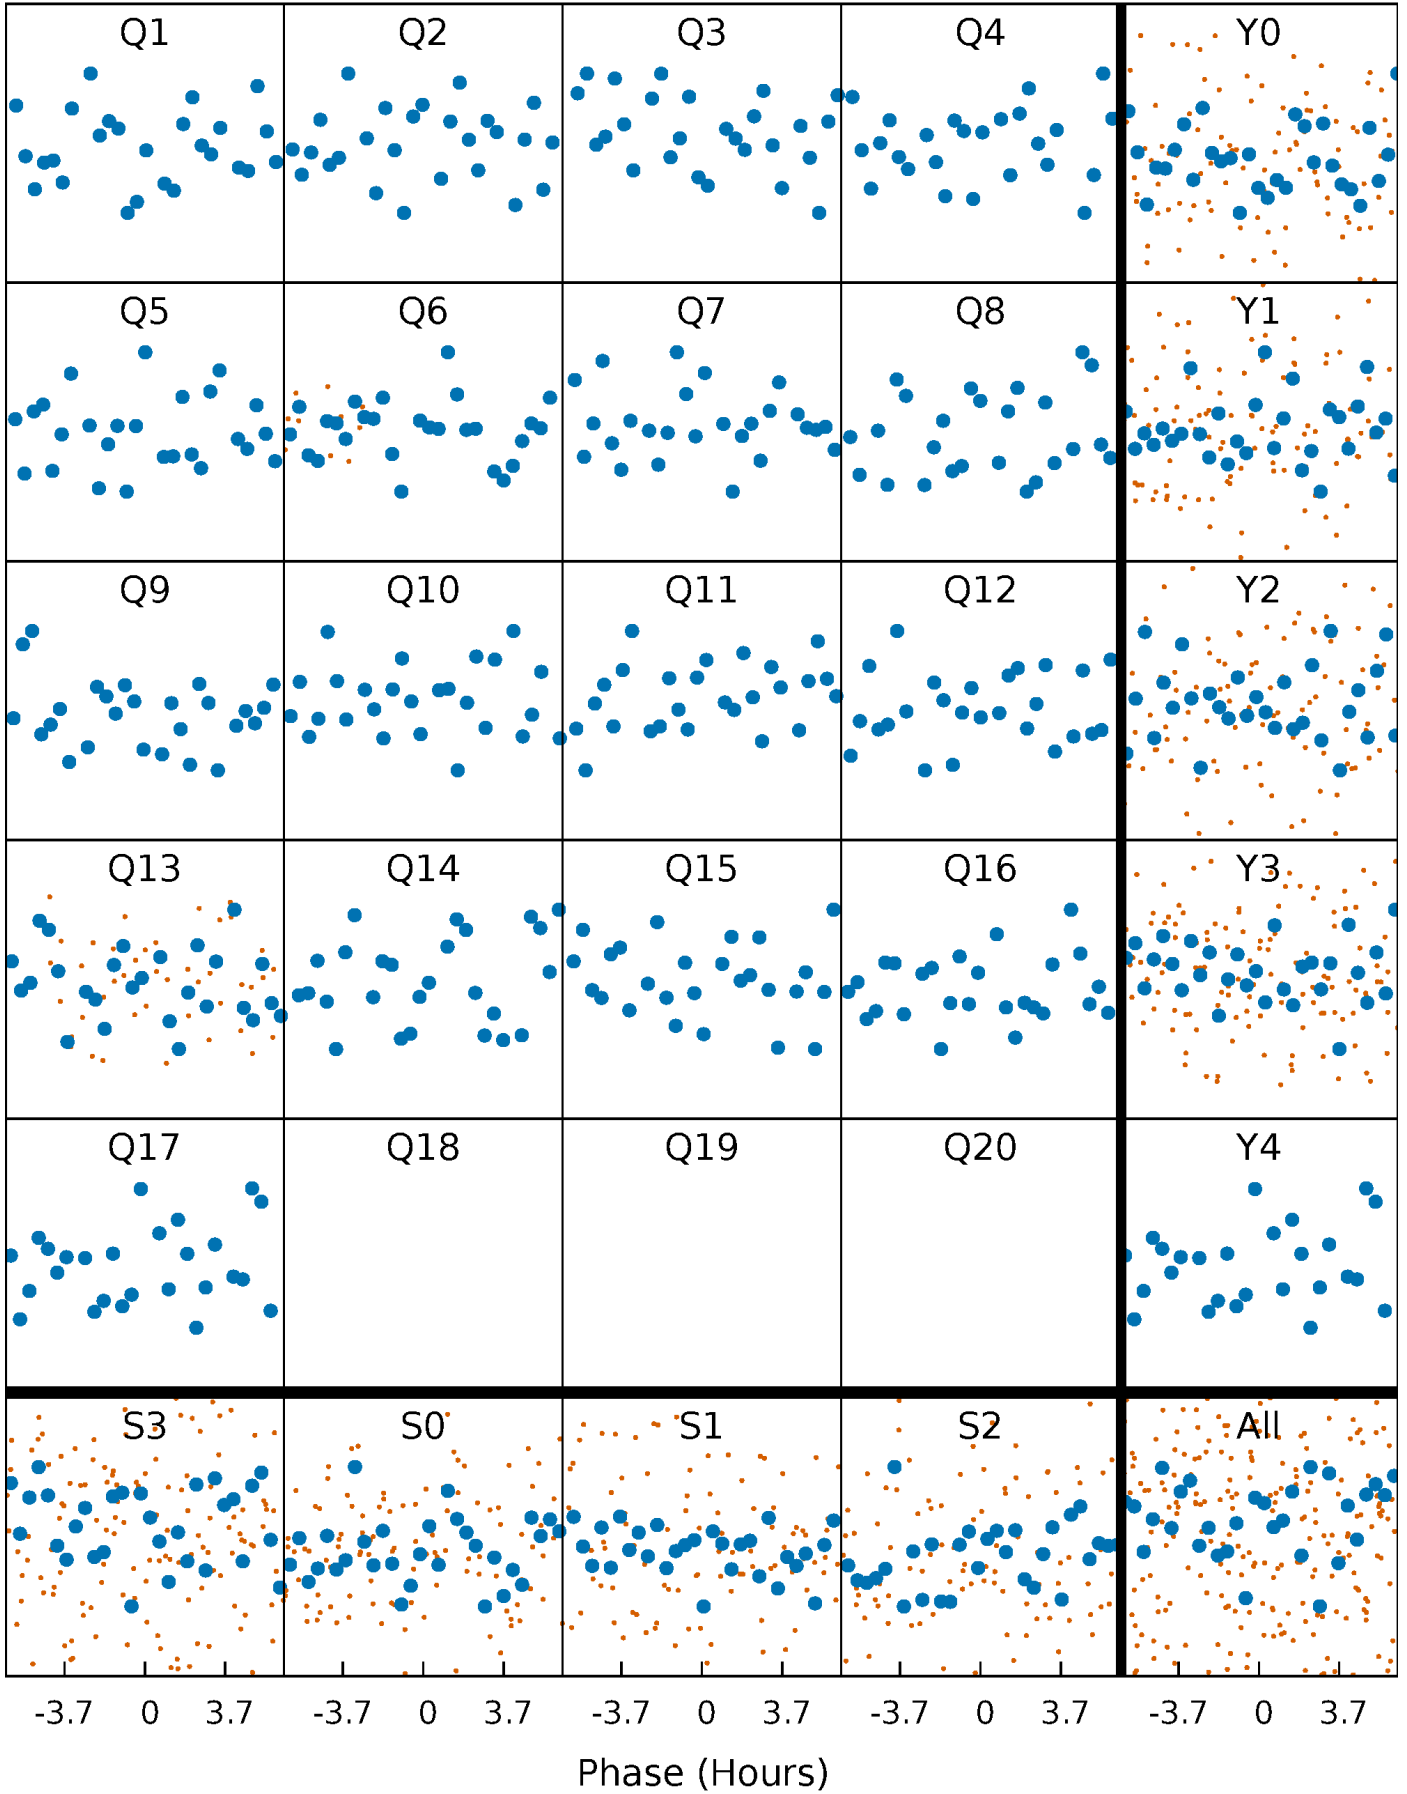 Q1 Q2 Q3 Q4 Y0
Q5 Q6 Q7 Q8 Y1
Q9 Q10 Q11 Q12 Y2
Q13 Q14 Q15 Q16 Y3
Q17 Q18 Q19 Q20 Y4
S3 S0 S1 S2 All
-3.7 0 3.7 -3.7 0 3.7 -3.7 0 3.7 -3.7 0 3.7 -3.7 0 3.7
Phase (Hours)